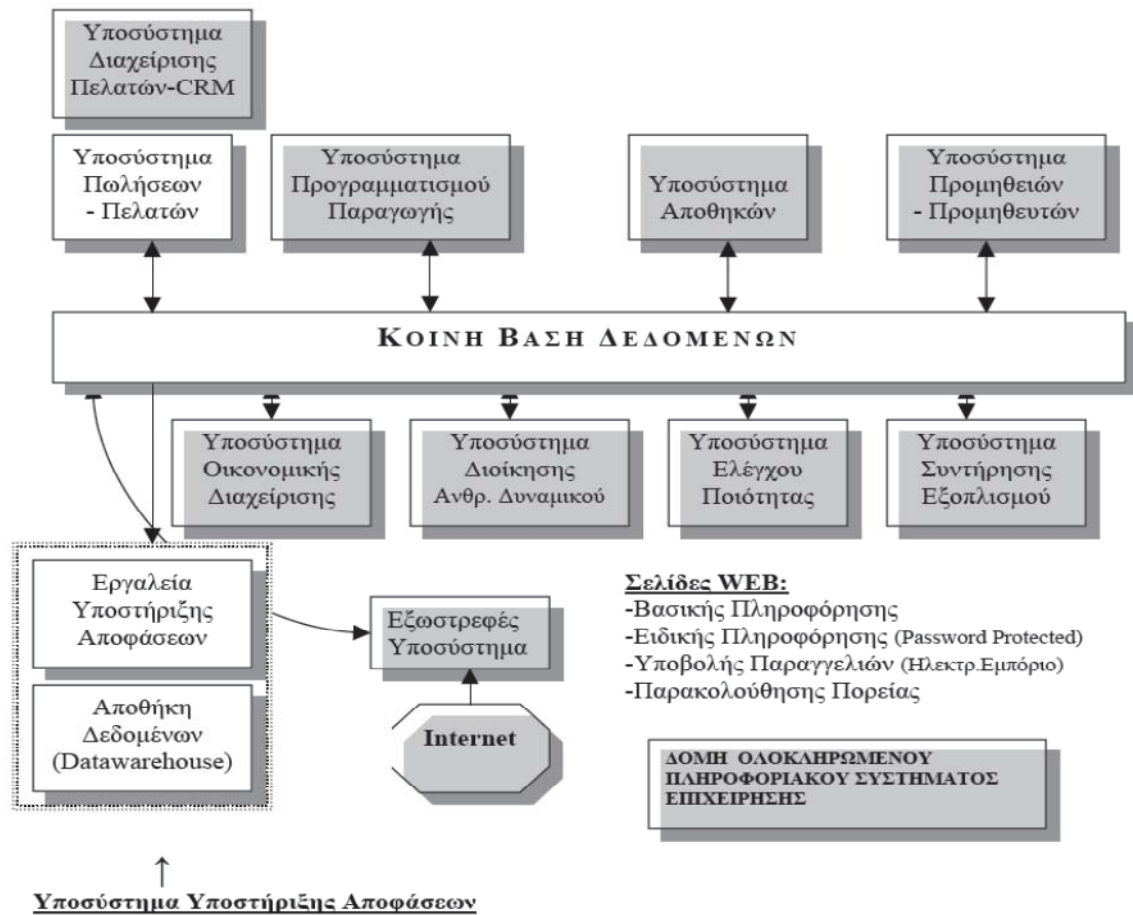 Υποσύστημα
Διαχείρισης
Πελατών-CRM
Υποσύστημα
Πωλήσεων
- Πελατών
Υποσύστημα
Προγραμματισμού
Παραγωγής
Υποσύστημα
Αποθηκών
Υποσύστημα
Προμηθειών
- Προμηθευτών
ΚΟΙΝΗ ΒΑΣΗ ΔΕΔΟΜΕΝΩΝ
Υποσύστημα
Οικονομικής
Διαχείρισης
Υποσύστημα
Διοίκησης
Ανθρ. Δυναμικού
Υποσύστημα
Ελέγχου
Ποιότητας
Υποσύστημα
Συντήρησης
Εξοπλισμού
Εργαλεία
Υποστήριξης
Αποφάσεων
Αποθήκη
Δεδομένων
(Datawarehouse)
Εξωστρεφές
Υποσύστημα
Internet
Σελίδες WEB:
-Βασικής Πληροφόρησης
-Ειδικής Πληροφόρησης (Password Protected)
-Υποβολής Παραγγελιών (Ηλεκτρ.Εμπόριο)
-Παρακολούθησης Πορείας
ΔΟΜΗ ΟΛΟΚΛΗΡΩΜΕΝΟΥ
ΠΛΗΡΟΦΟΡΙΑΚΟΥ ΣΥΣΤΗΜΑΤΟΣ
ΕΠΙΧΕΙΡΗΣΗΣ
Υποσύστημα Υποστήριξης Αποφάσεων